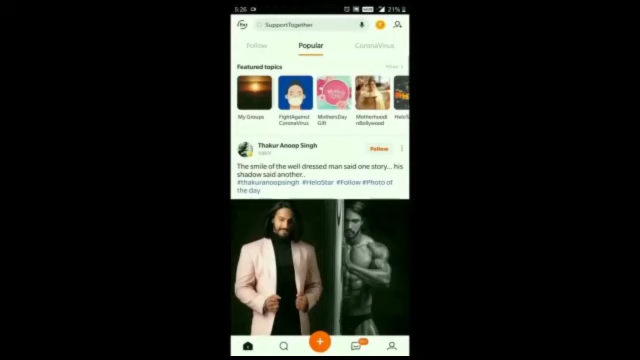 5:26
21%
SupportTogether
Follow
Popular
CoronaVirus
Featured topics
My Groups
FightAgainst CoronaVirus
MothersDay Gift
MotherhoodI nBollywood
Thakur Anoop Singh
Follow
The smile of the well dressed man said one story... his
shadow said another..
#thakuranoopsingh #HeloStar #Follow #Photo of
the day